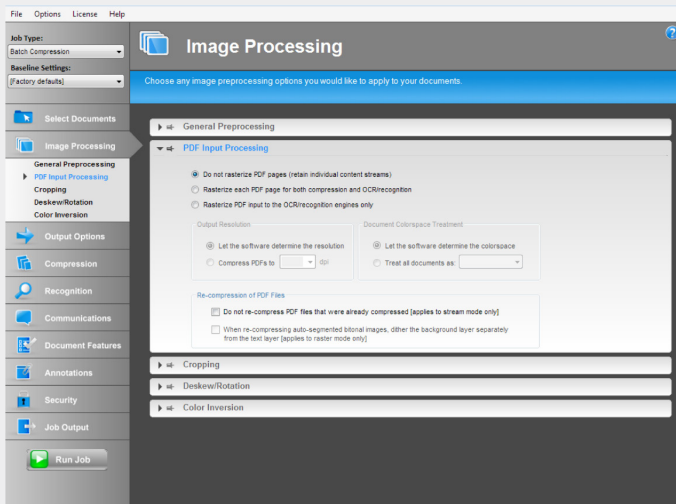 File Options License Help
Job Type:
Batch Compression
Baseline Settings:
[Factory defaults]
Select Documents
Image Processing
General Preprocessing
PDF Input Processing
Cropping
Deskew/Rotation
Color Inversion
Output Options
Compression
Recognition
Communications
Document Features
Annotations
Security
Job Output
Run Job
Image Processing
?
Choose any image preprocessing options you would like to apply to your documents.
General Preprocessing
PDF Input Processing
Do not rasterize PDF pages (retain individual content streams)
Rasterize each PDF page for both compression and OCR/recognition
Rasterize PDF input to the OCR/recognition engines only
Output Resolution
Let the software determine the resolution
Compress PDFs to dpi
Document Colorspace Treatment
Let the software determine the colorspace
Treat all documents as:
Re-compression of PDF Files
Do not re-compress PDF files that were already compressed [applies to stream mode only]
When re-compressing auto-segmented bitonal images, dither the background layer separately
from the text layer [applies to raster mode only]
Cropping
Deskew/Rotation
Color Inversion